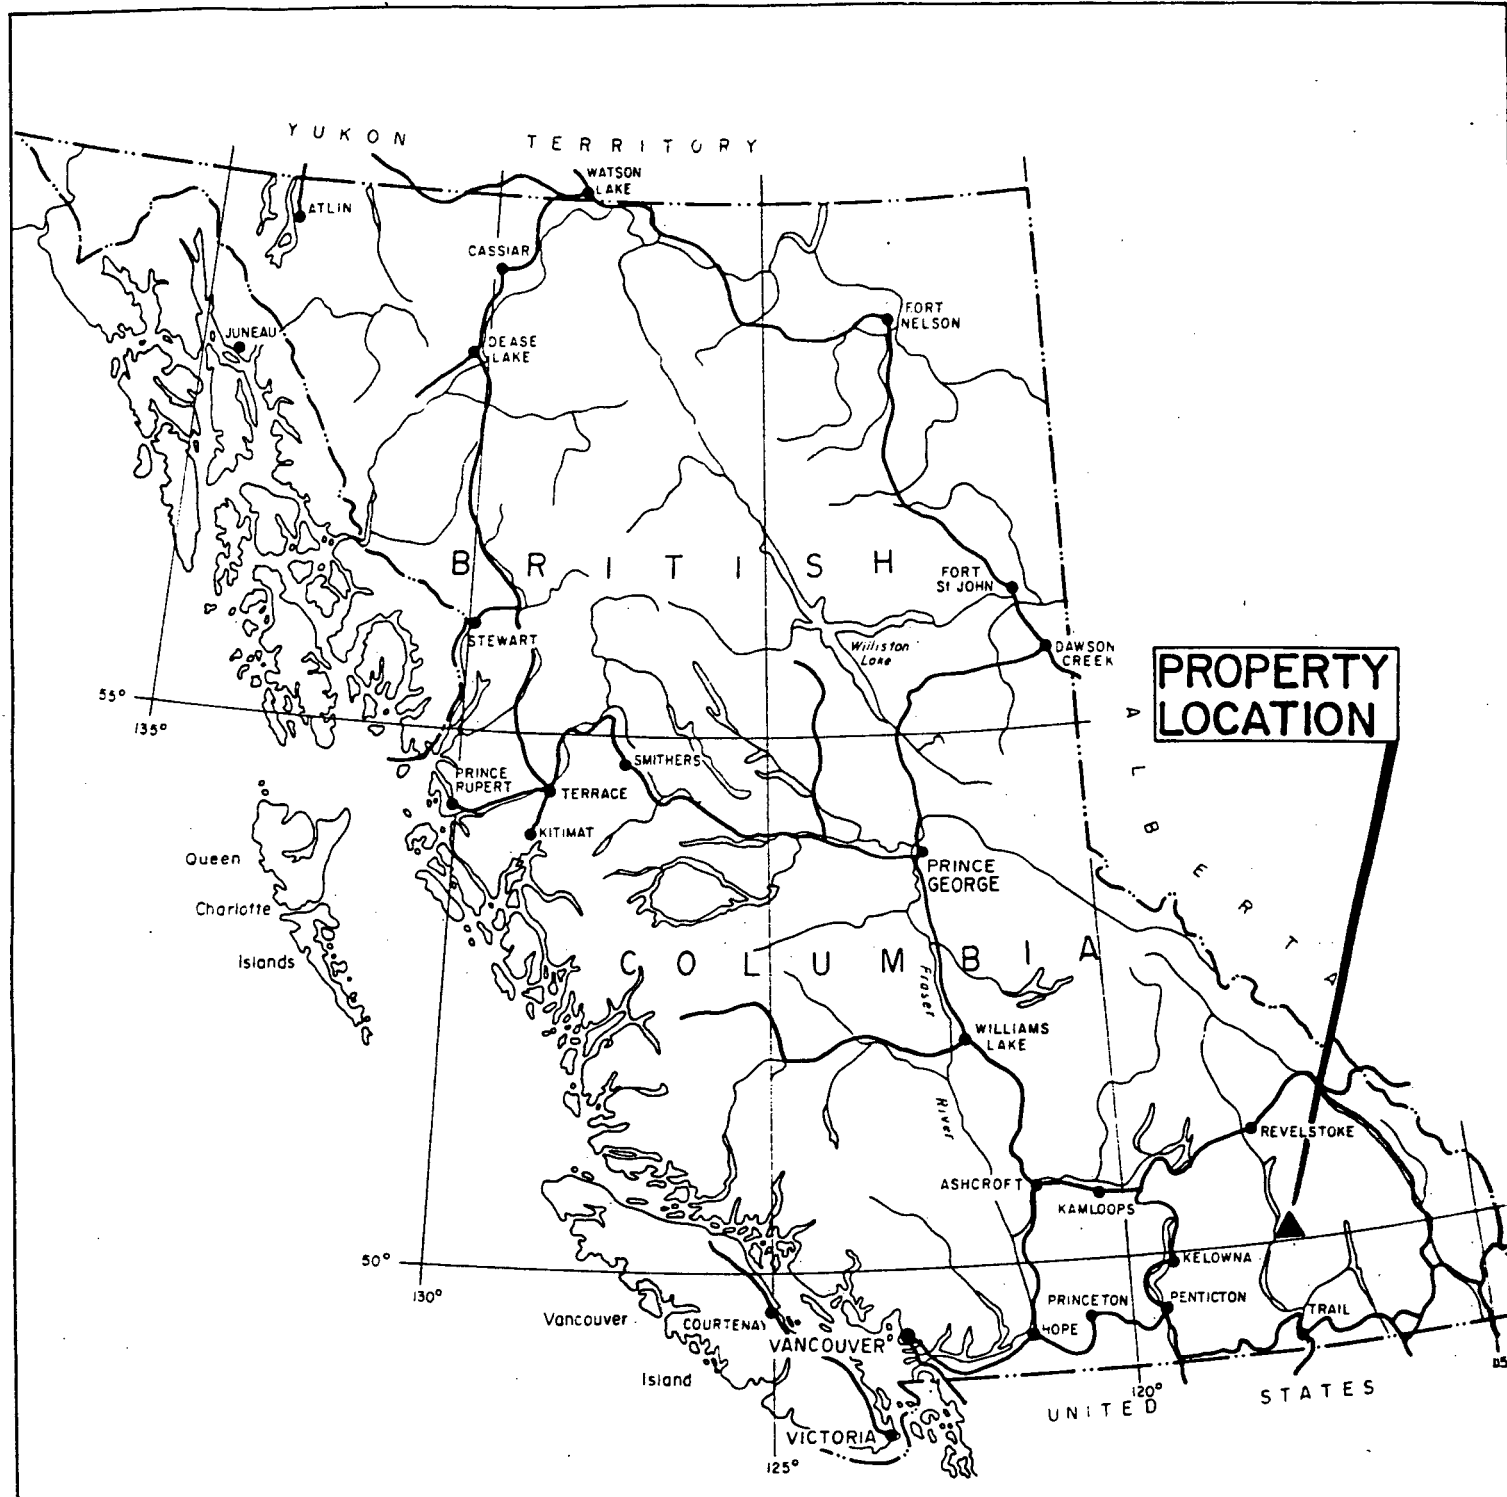 YUKON TERRITORY
WATSON
LAKE
ATLIN
CASSIAR
FORT
NELSON
JUNEAU
DEASE
LAKE
BRITISH
FORT
St JOHN
STEWART
Williston
Lake
DAWSON
CREEK
PROPERTY
LOCATION
55°
135°
ALBERTA
SMITHERS
PRINCE
RUPERT
TERRACE
KITIMAT
Queen
Charlotte
Islands
PRINCE
GEORGE
COLUMBIA
Fraser
River
WILLIAMS
LAKE
REVELSTOKE
ASHCROFT
KAMLOOPS
50°
130°
KELOWNA
PENTICTON
PRINCETON
HOPE
TRAIL
Vancouver
Island
COURTENAY
VANCOUVER
VICTORIA
125°
120°
UNITED STATES